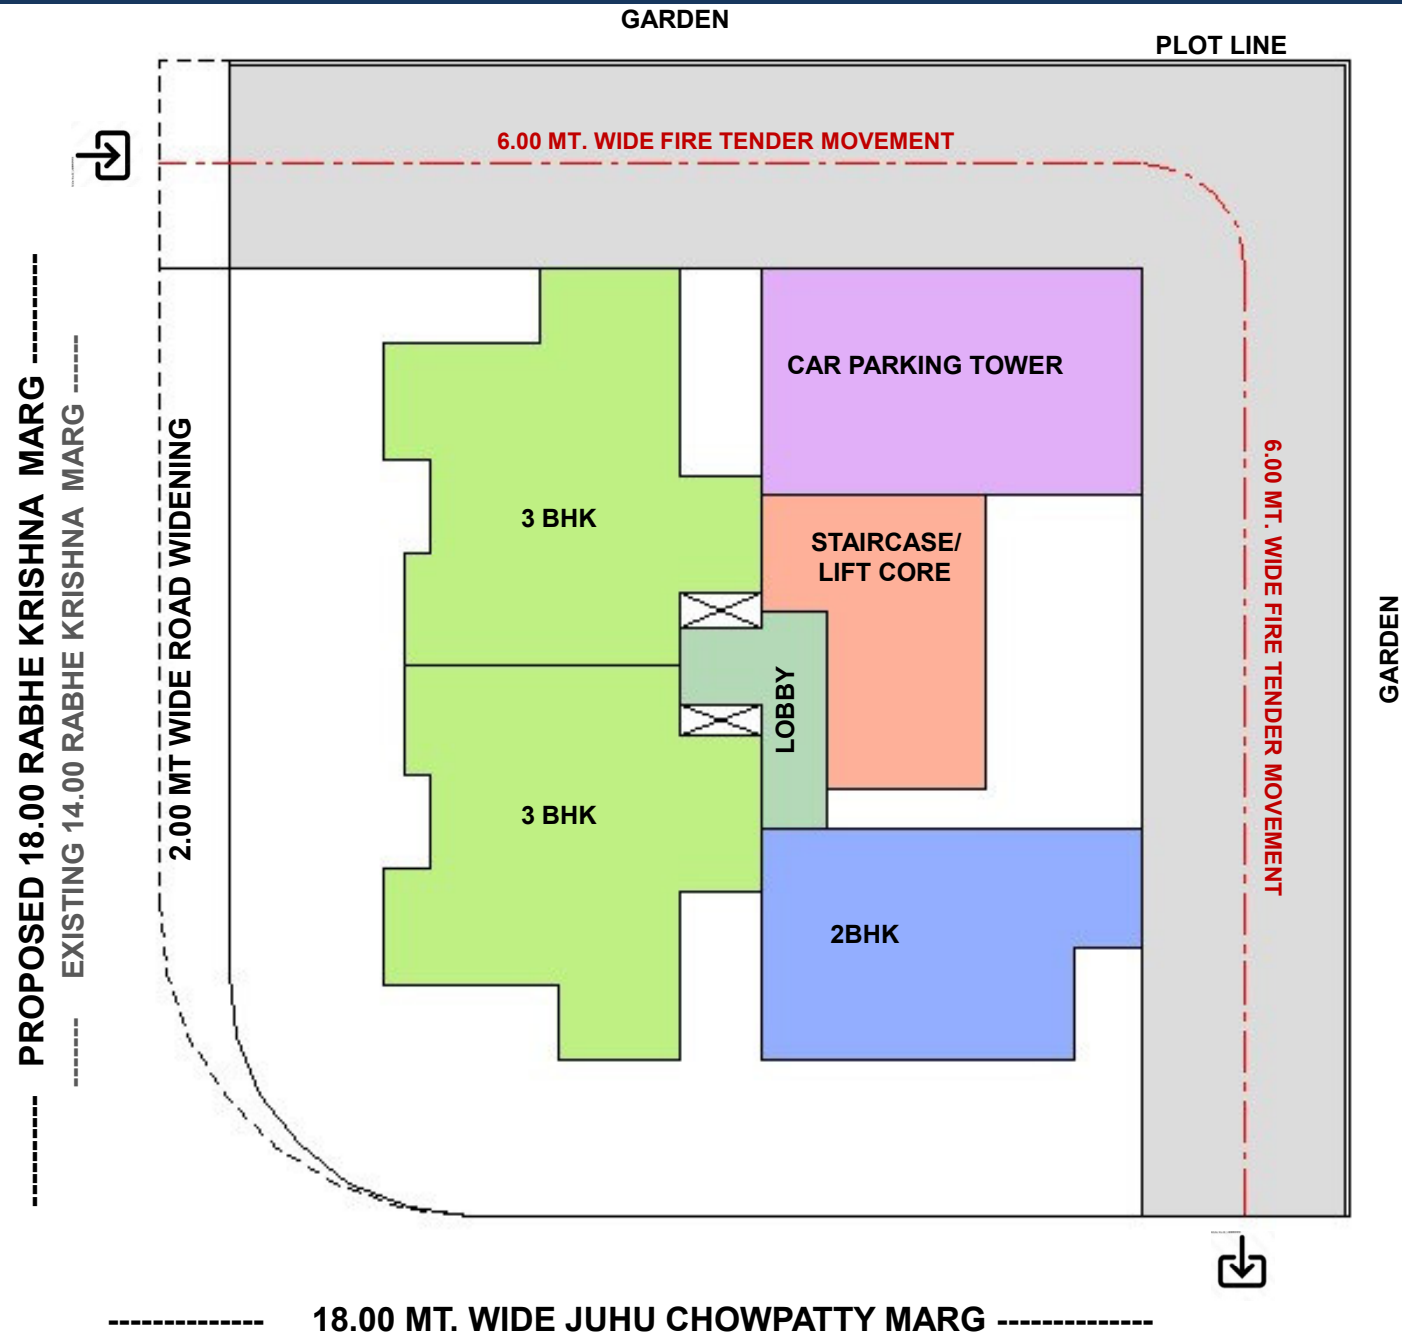 GARDEN
PLOT LINE
6.00 MT. WIDE FIRE TENDER MOVEMENT
CAR PARKING TOWER
3 BHK
STAIRCASE/
LIFT CORE
LOBBY
3 BHK
2BHK
6.00 MT. WIDE FIRE TENDER MOVEMENT
GARDEN
2.00 MT WIDE ROAD WIDENING
----------- PROPOSED 18.00 RABHE KRISHNA MARG -----------
------- EXISTING 14.00 RABHE KRISHNA MARG ------
-------------- 18.00 MT. WIDE JUHU CHOWPATTY MARG --------------